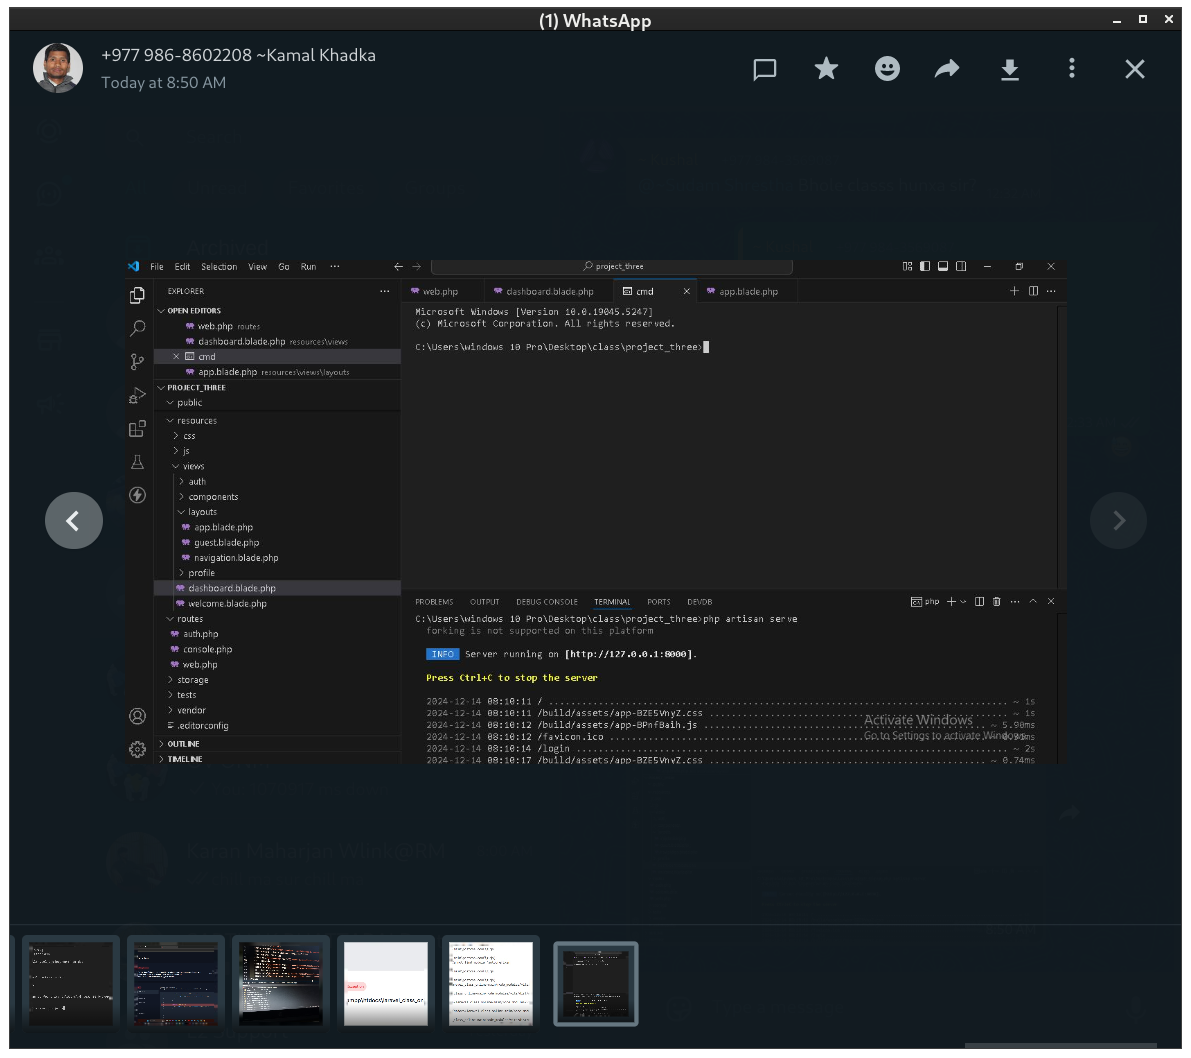 (1) WhatsApp
+977 986-8602208 ~Kamal Khadka
Today at 8:50 AM
File Edit Selection View Go Run ··· project_three
EXPLORER ···
web.php dashboard.blade.php cmd app.blade.php
OPEN EDITORS
web.php routes
dashboard.blade.php resources\views
cmd
app.blade.php resources\views\layouts
PROJECT_THREE
public
resources
css
js
views
auth
components
layouts
app.blade.php
guest.blade.php
navigation.blade.php
profile
dashboard.blade.php
welcome.blade.php
routes
auth.php
console.php
web.php
storage
tests
vendor
.editorconfig
OUTLINE
TIMELINE
Microsoft Windows [Version 10.0.19045.5247]
(c) Microsoft Corporation. All rights reserved.
C:\Users\windows 10 Pro\Desktop\class\project_three>
PROBLEMS OUTPUT DEBUG CONSOLE TERMINAL PORTS DEVDB php
C:\Users\windows 10 Pro\Desktop\class\project_three>php artisan serve
forking is not supported on this platform
INFO Server running on [http://127.0.0.1:8000].
Press Ctrl+C to stop the server
2024-12-14 08:10:11 / ~ 1s
2024-12-14 08:10:11 /build/assets/app-BZE5VnyZ.css ~ 1s
2024-12-14 08:10:12 /build/assets/app-BPnfBaih.js ~ 5.90ms
2024-12-14 08:10:12 /favicon.ico
2024-12-14 08:10:14 /login ~ 2s
2024-12-14 08:10:17 /build/assets/app-BZE5VnyZ.css ~ 0.74ms
Activate Windows
Go to Settings to activate Windows.
Karan Maharjan Wlink@RM